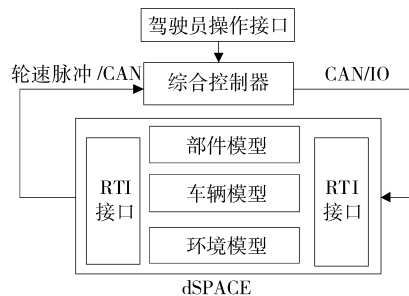 驾驶员操作接口
轮速脉冲/CAN
综合控制器
CAN/IO
部件模型
RTI
接口
车辆模型
RTI
接口
环境模型
dSPACE